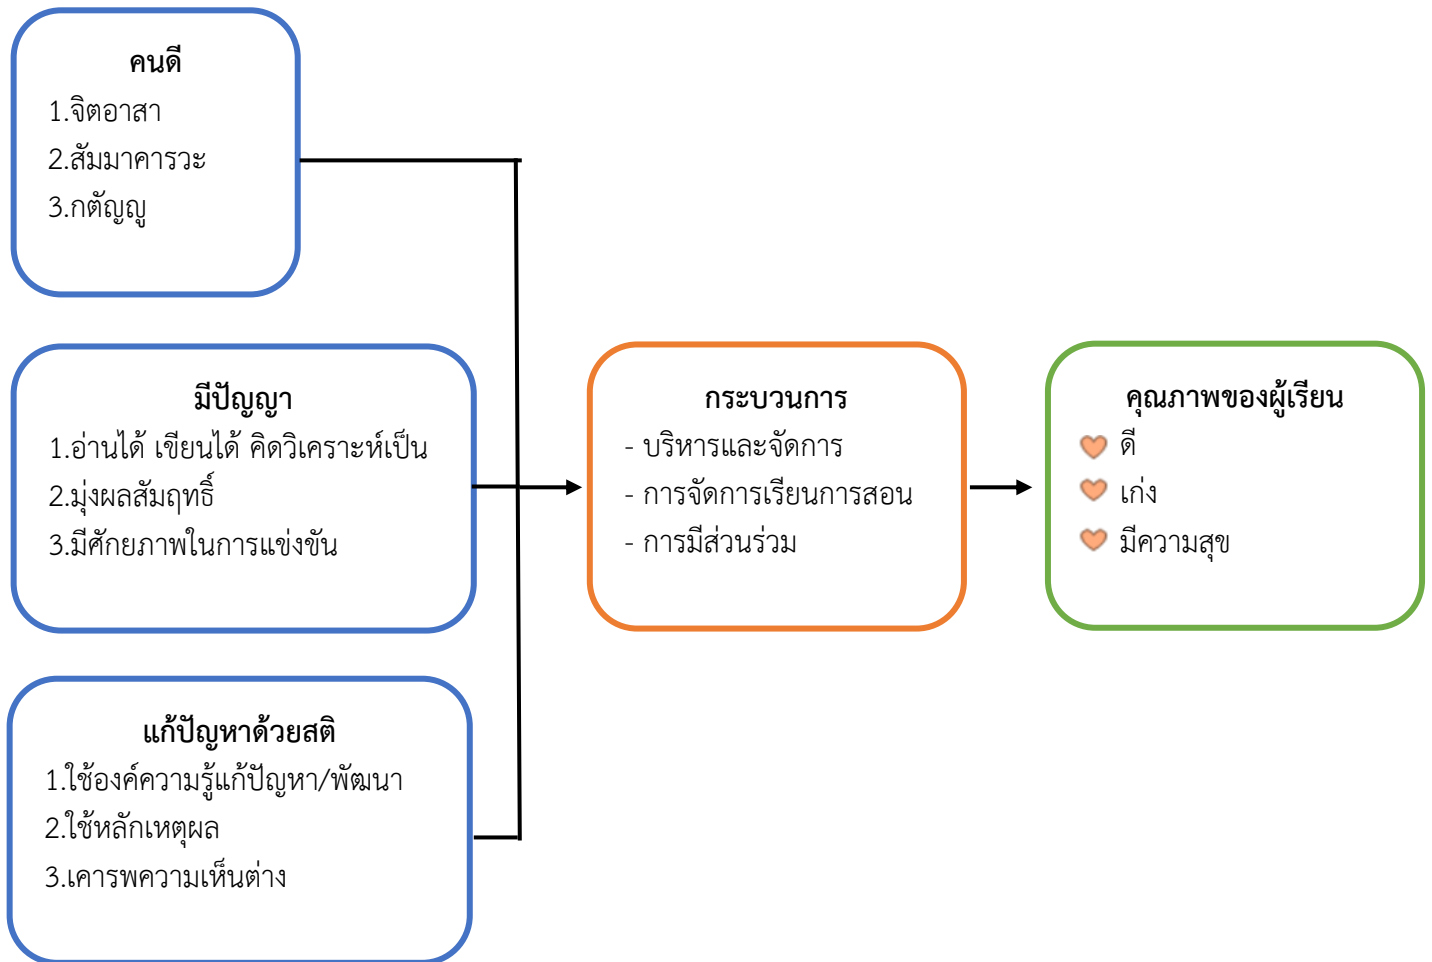 คนดี
1.จิตอาสา
2.สัมมาคารวะ
3.กตัญญู
มีปัญญา
1.อ่านได้ เขียนได้ คิดวิเคราะห์เป็น
2.มุ่งผลสัมฤทธิ์
3.มีศักยภาพในการแข่งขัน
แก้ปัญหาด้วยสติ
1.ใช้องค์ความรู้แก้ปัญหา/พัฒนา
2.ใช้หลักเหตุผล
3.เคารพความเห็นต่าง
กระบวนการ
- บริหารและจัดการ
- การจัดการเรียนการสอน
- การมีส่วนร่วม
คุณภาพของผู้เรียน
ดี
เก่ง
มีความสุข